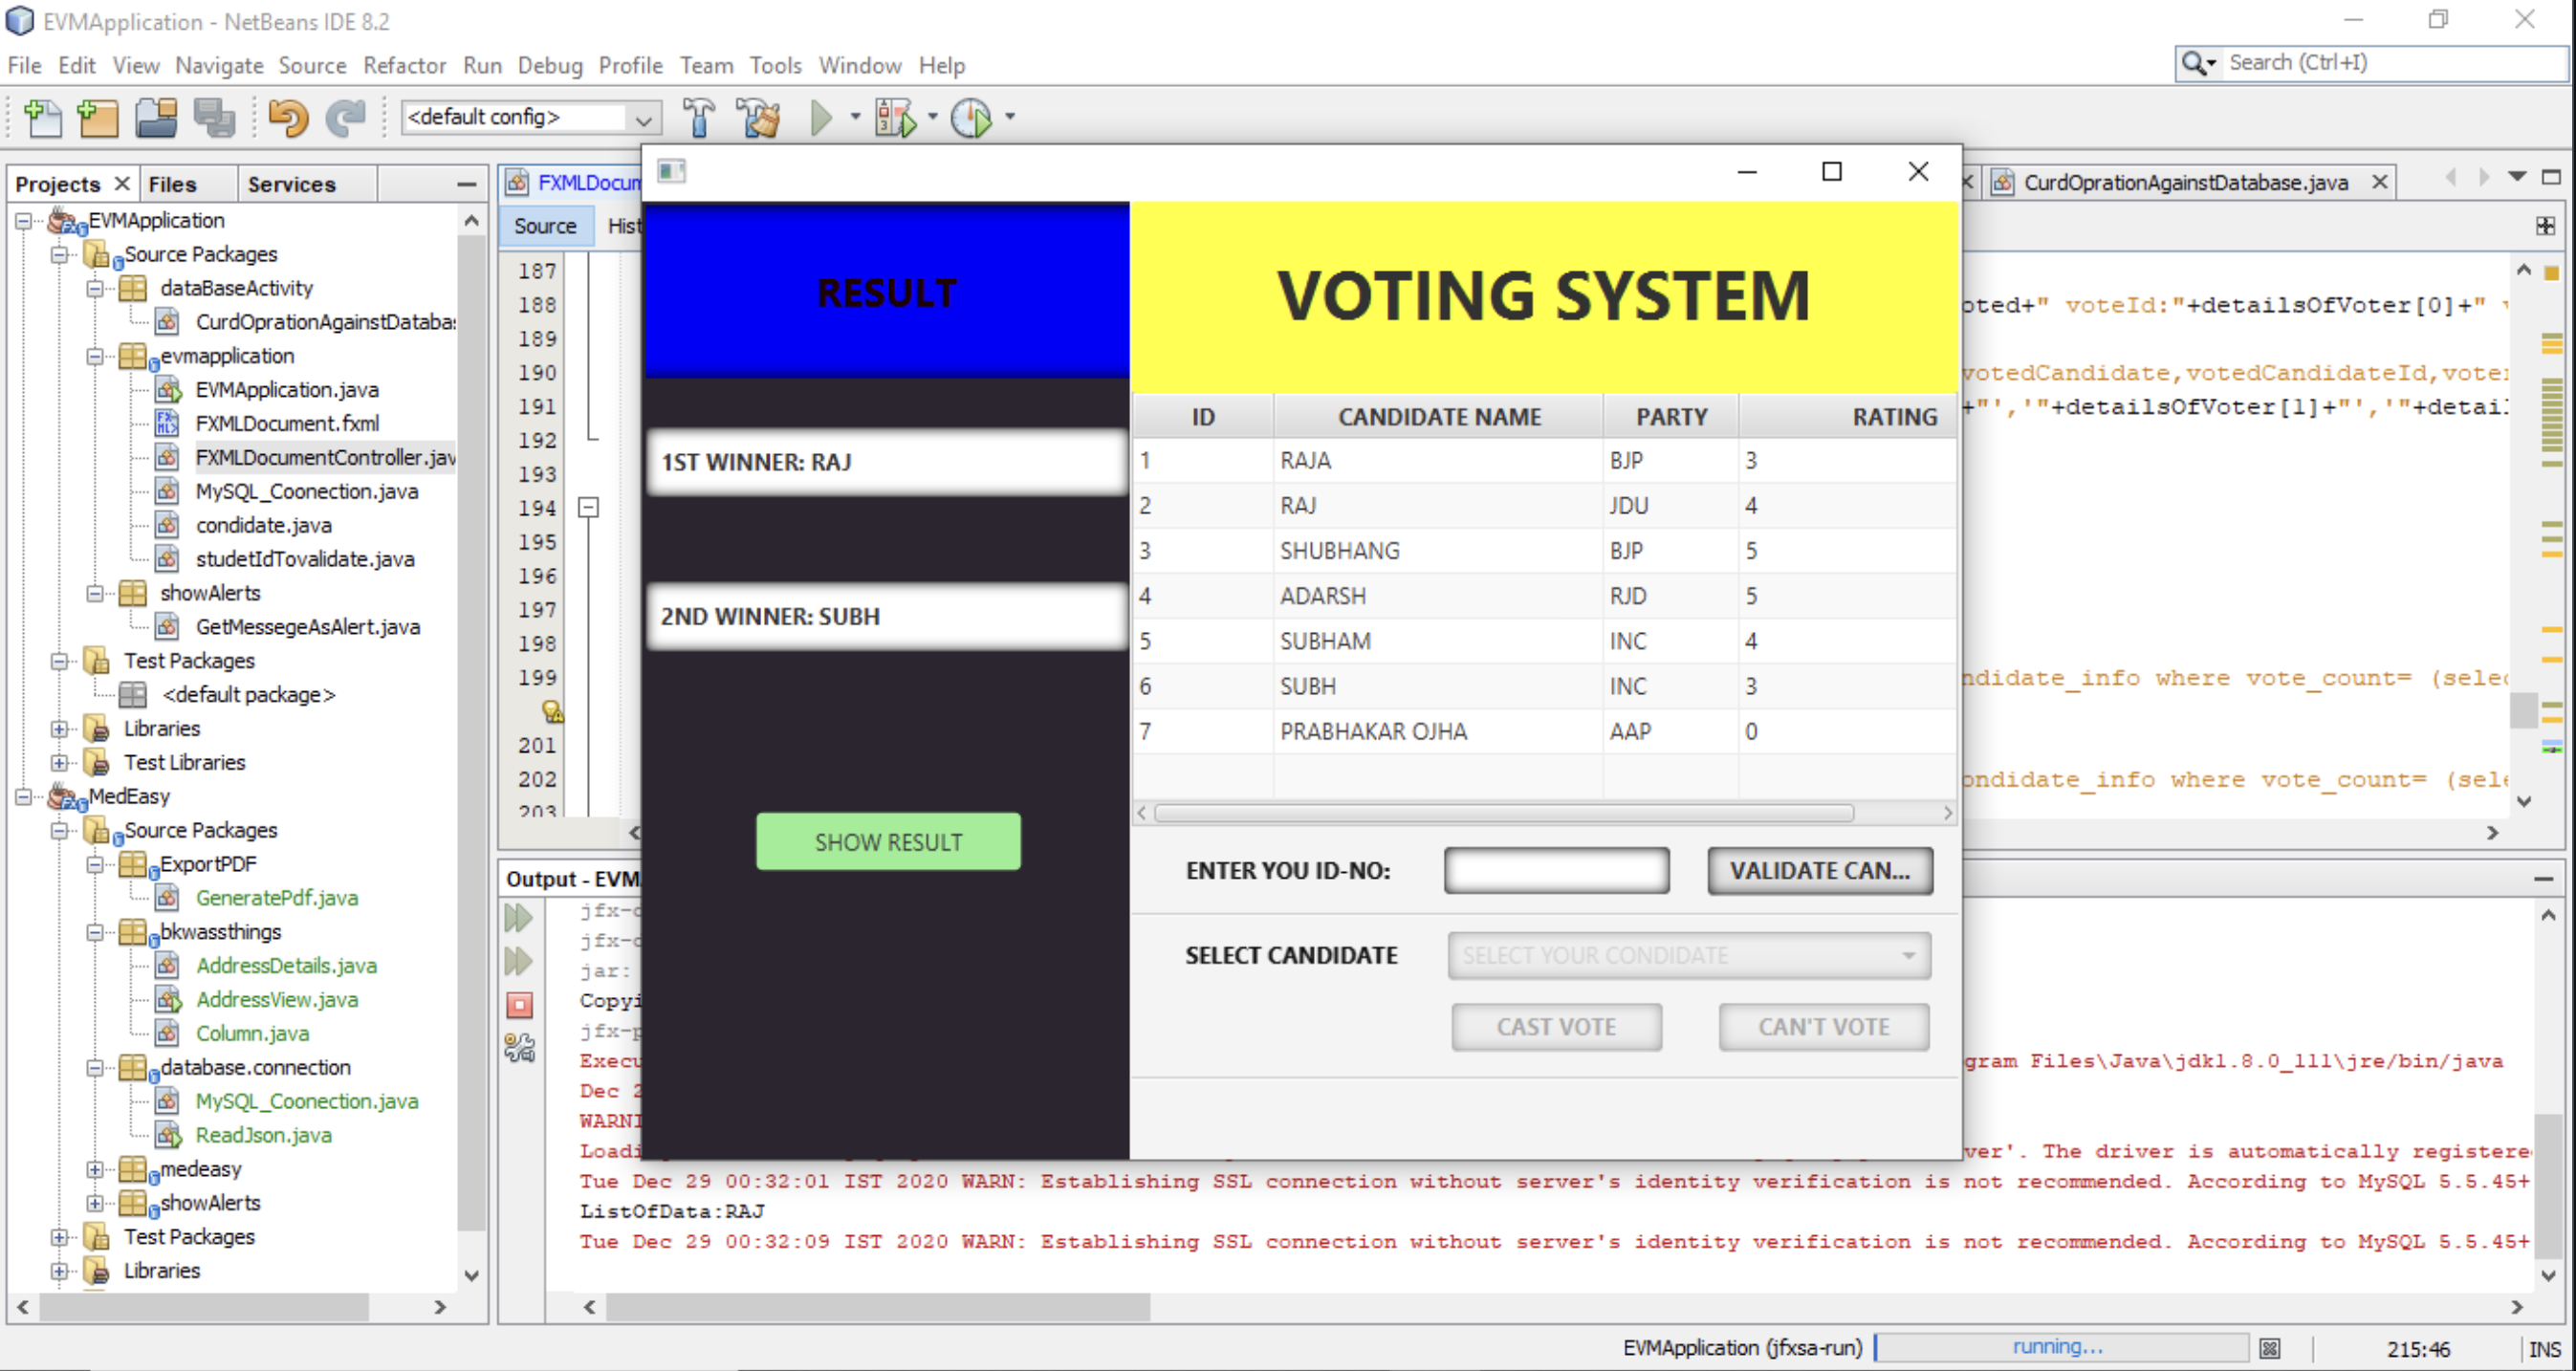 EVMApplication - NetBeans IDE 8.2
File Edit View Navigate Source Refactor Run Debug Profile Team Tools Window Help
Search (Ctrl+I)
<default config>
Projects Files Services
EVMApplication
Source Packages
dataBaseActivity
CurdOprationAgainstDataba
evmapplication
EVMApplication.java
FXMLDocument.fxml
FXMLDocumentController.jav
MySQL_Coonection.java
condidate.java
studetIdTovalidate.java
showAlerts
GetMessegeAsAlert.java
Test Packages
<default package>
Libraries
Test Libraries
MedEasy
Source Packages
ExportPDF
GeneratePdf.java
bkwassthings
AddressDetails.java
AddressView.java
Column.java
database.connection
MySQL_Coonection.java
ReadJson.java
medeasy
showAlerts
Test Packages
Libraries
FXMLDocum
CurdOprationAgainstDatabase.java
Source Hist
187
188
189
190
191
192
193
194
195
196
197
198
199
201
202
203
oted+" voteId:"+detailsOfVoter[0]+" v
votedCandidate,votedCandidateId,voter
+"','"+detailsOfVoter[1]+"','"+detail
ndidate_info where vote_count= (selec
ondidate_info where vote_count= (sele
RESULT
1ST WINNER: RAJ
2ND WINNER: SUBH
SHOW RESULT
VOTING SYSTEM
ID CANDIDATE NAME PARTY RATING
1 RAJA BJP 3
2 RAJ JDU 4
3 SHUBHANG BJP 5
4 ADARSH RJD 5
5 SUBHAM INC 4
6 SUBH INC 3
7 PRABHAKAR OJHA AAP 0
ENTER YOU ID-NO: VALIDATE CAN...
SELECT CANDIDATE SELECT YOUR CONDIDATE
CAST VOTE CAN'T VOTE
Output - EVM
jfx-d
jfx-d
jar:
Copyi
jfx-p
Execu gram Files\Java\jdk1.8.0_111\jre/bin/java
Dec 2
WARNI
Loadi ver'. The driver is automatically registere
Tue Dec 29 00:32:01 IST 2020 WARN: Establishing SSL connection without server's identity verification is not recommended. According to MySQL 5.5.45+
ListOfData:RAJ
Tue Dec 29 00:32:09 IST 2020 WARN: Establishing SSL connection without server's identity verification is not recommended. According to MySQL 5.5.45+
EVMApplication (jfxsa-run) running... 215:46 INS